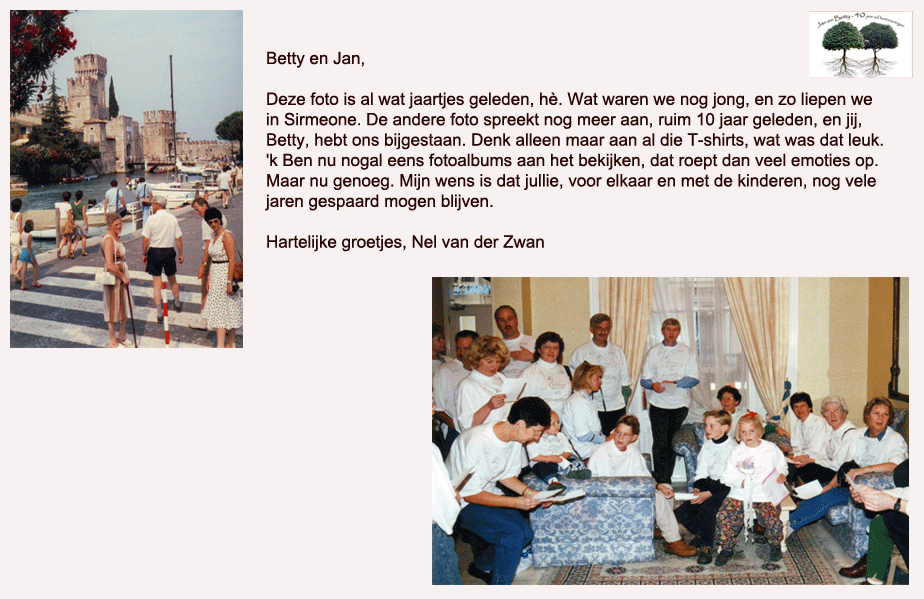 Jan en Betty - 40 jaar
Betty en Jan,
Deze foto is al wat jaartjes geleden, hè. Wat waren we nog jong, en zo liepen we
in Sirmeone. De andere foto spreekt nog meer aan, ruim 10 jaar geleden, en jij,
Betty, hebt ons bijgestaan. Denk alleen maar aan al die T-shirts, wat was dat leuk.
'k Ben nu nogal eens fotoalbums aan het bekijken, dat roept dan veel emoties op.
Maar nu genoeg. Mijn wens is dat jullie, voor elkaar en met de kinderen, nog vele
jaren gespaard mogen blijven.
Hartelijke groetjes, Nel van der Zwan